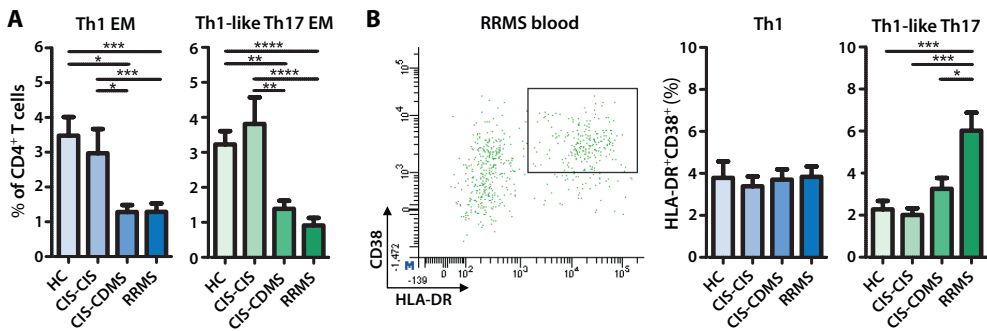 A
Th1 EM
Th1-like Th17 EM
% of CD4+ T cells
6
5
4
3
2
1
0
***
*
***
*
HC
CIS-CIS
CIS-CDMS
RRMS
6
5
4
3
2
1
0
****
**
****
**
HC
CIS-CIS
CIS-CDMS
RRMS
B
RRMS blood
CD38
10^5
10^4
10^3
0
-1,472
M
-139
0
10^2
10^3
10^4
10^5
HLA-DR
Th1
HLA-DR+CD38+ (%)
10
8
6
4
2
0
HC
CIS-CIS
CIS-CDMS
RRMS
Th1-like Th17
10
8
6
4
2
0
***
***
*
HC
CIS-CIS
CIS-CDMS
RRMS